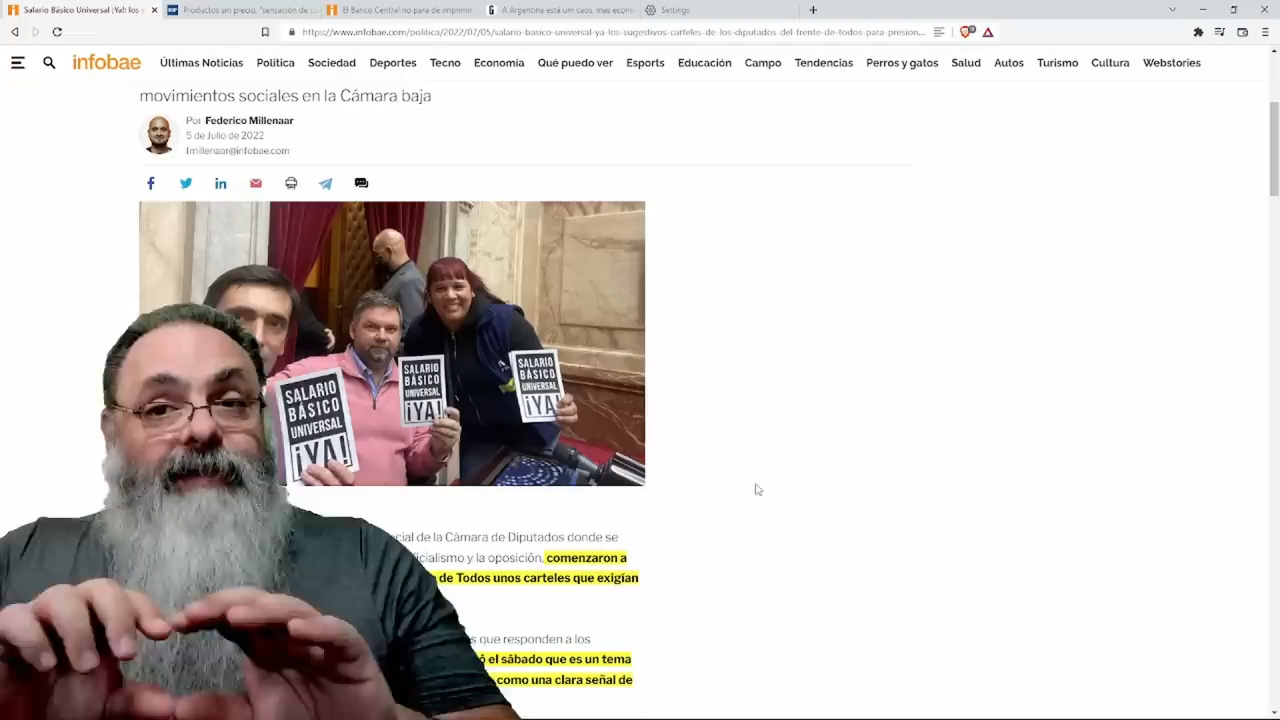 Salario Básico Universal ¡Ya!: los s
Productos sin precio, "sensación de cu
El Banco Central no para de imprimir
A Argentina está um caos, mas econo
Settings
https://www.infobae.com/politica/2022/07/05/salario-basico-universal-ya-los-sugestivos-carteles-de-los-diputados-del-frente-de-todos-para-presion...
infobae
Últimas Noticias
Política
Sociedad
Deportes
Tecno
Economía
Qué puedo ver
Esports
Educación
Campo
Tendencias
Perros y gatos
Salud
Autos
Turismo
Cultura
Webstories
movimientos sociales en la Cámara baja
Por Federico Millenaar
5 de Julio de 2022
fmillenaar@infobae.com
SALARIO
BÁSICO
UNIVERSAL
¡YA!
SALARIO
BÁSICO
UNIVERSAL
¡YA!
SALARIO
BÁSICO
UNIVERSAL
¡YA!
cial de la Cámara de Diputados donde se
icialismo y la oposición, comenzaron a
de Todos unos carteles que exigían
s que responden a los
ó el sábado que es un tema
como una clara señal de